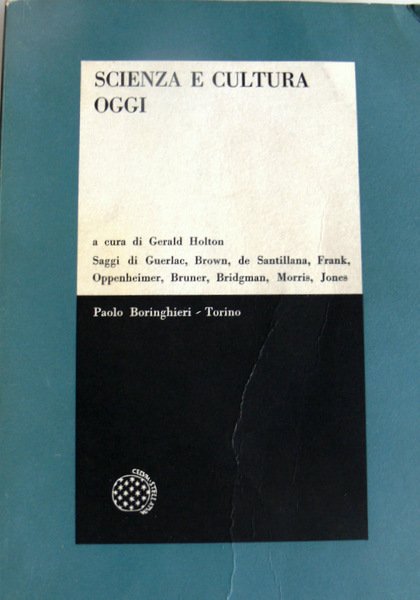 SCIENZA E CULTURA
OGGI
a cura di Gerald Holton
Saggi di Guerlac, Brown, de Santillana, Frank,
Oppenheimer, Bruner, Bridgman, Morris, Jones
Paolo Boringhieri - Torino